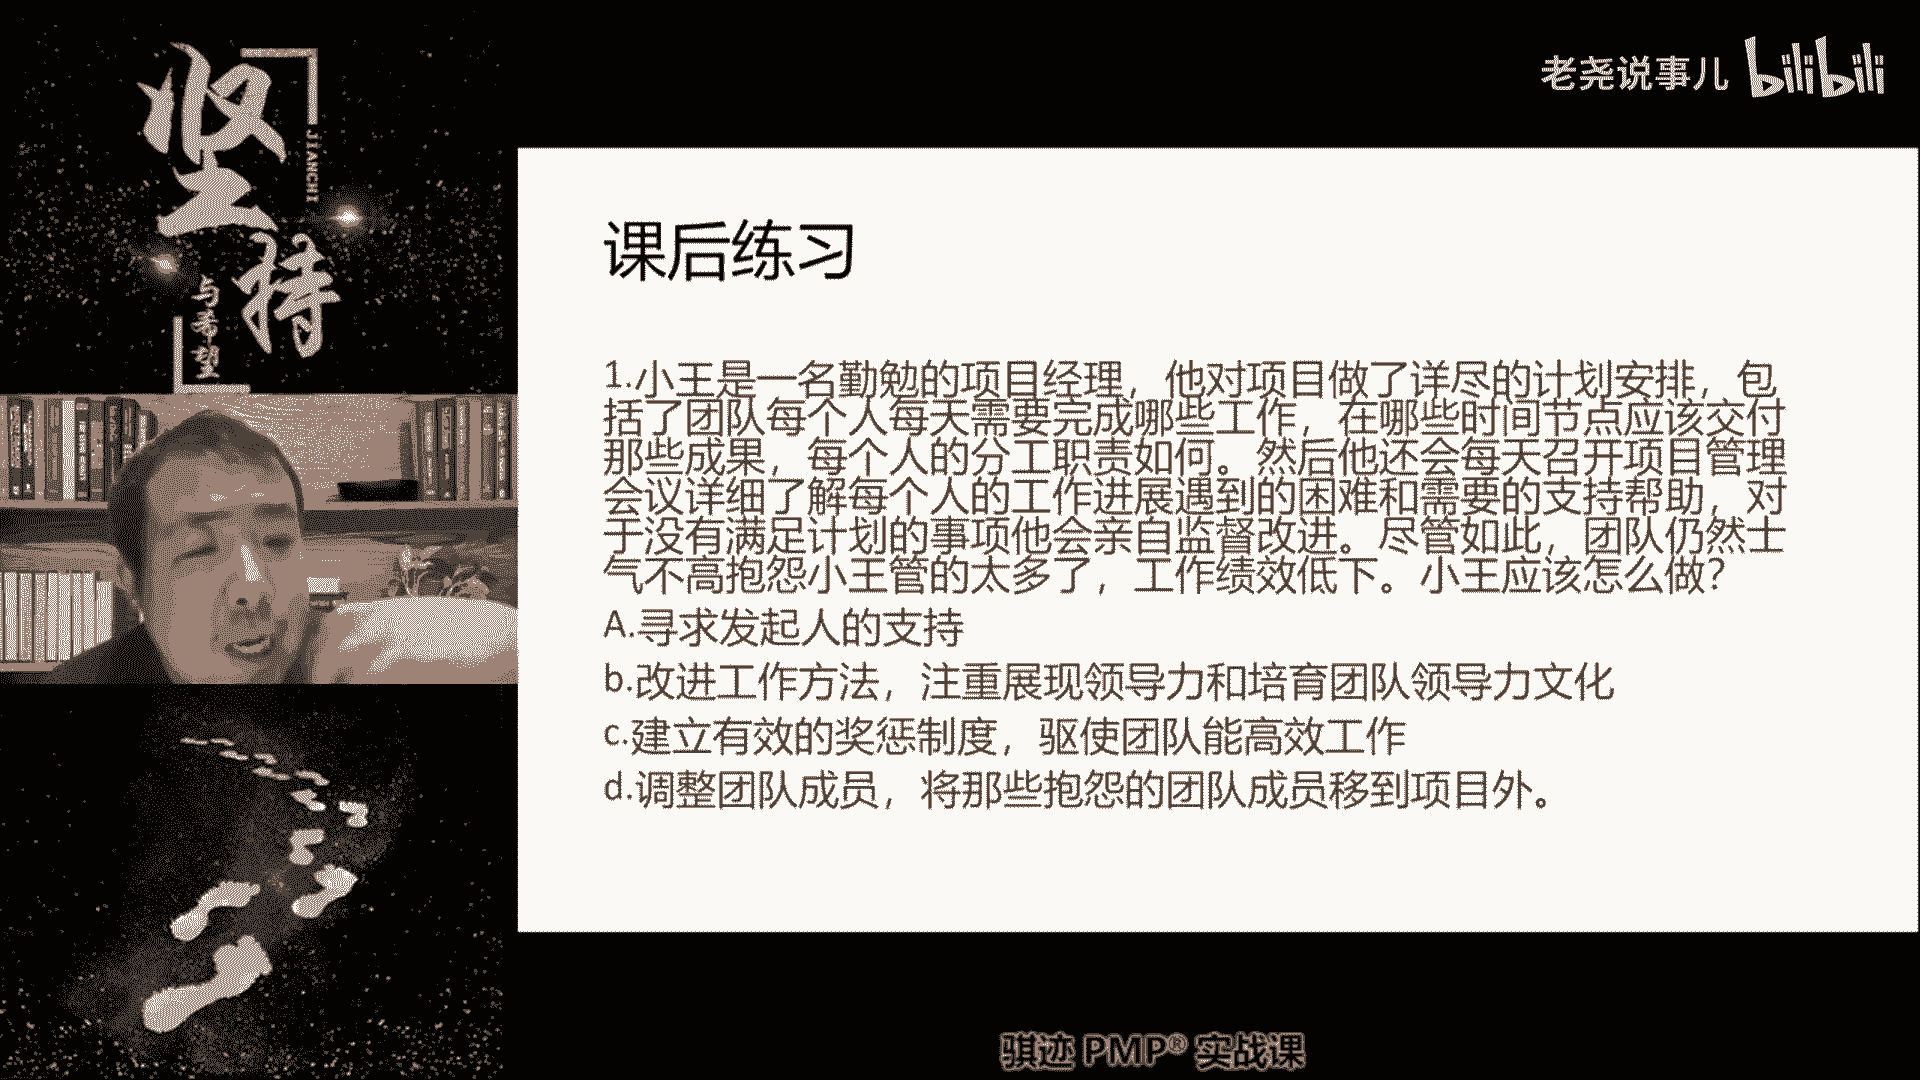 坚持
JIANCHI
与希望
老尧说事儿 bilibili
课后练习
1.小王是一名勤勉的项目经理，他对项目做了详尽的计划安排，包
括了团队每个人每天需要完成哪些工作，在哪些时间节点应该交付
那些成果，每个人的分工职责如何。然后他还会每天召开项目管理
会议详细了解每个人的工作进展遇到的困难和需要的支持帮助，对
于没有满足计划的事项他会亲自监督改进。尽管如此，团队仍然士
气不高抱怨小王管的太多了，工作绩效低下。小王应该怎么做？
A.寻求发起人的支持
b.改进工作方法，注重展现领导力和培育团队领导力文化
c.建立有效的奖惩制度，驱使团队能高效工作
d.调整团队成员，将那些抱怨的团队成员移到项目外。
骐迹 PMP® 实战课